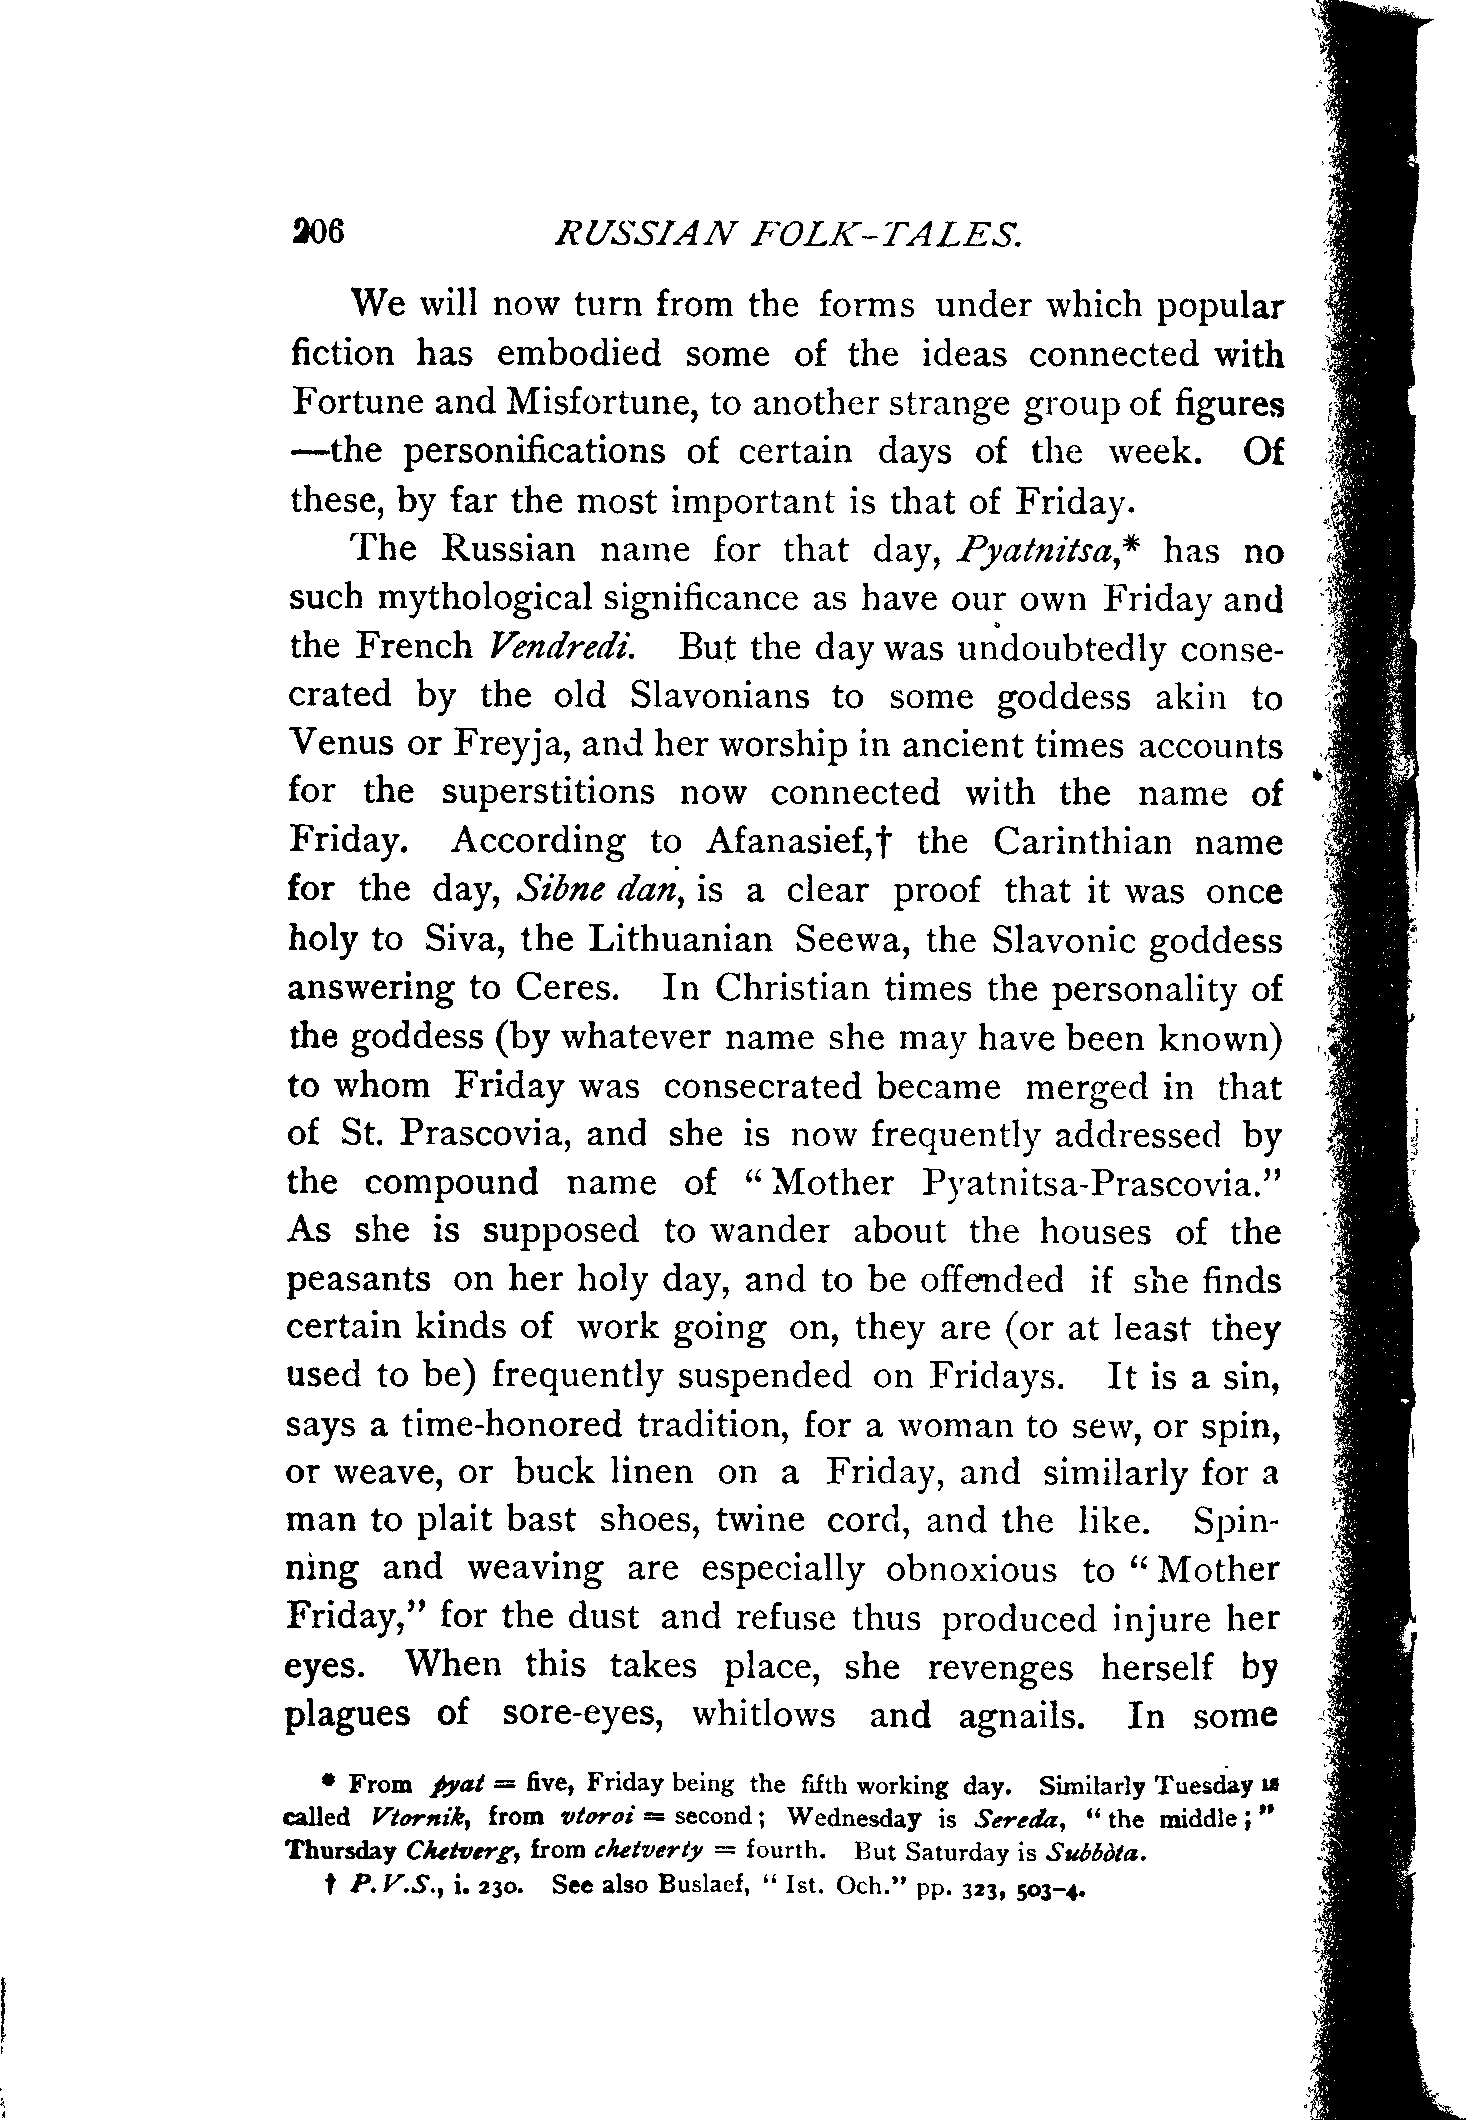 206 RUSSIAN FOLK-TALES.
We will now turn from the forms under which popular
fiction has embodied some of the ideas connected with
Fortune and Misfortune, to another strange group of figures
—the personifications of certain days of the week. Of
these, by far the most important is that of Friday.
The Russian name for that day, Pyatnitsa,* has no
such mythological significance as have our own Friday and
the French Vendredi. But the day was undoubtedly conse-
crated by the old Slavonians to some goddess akin to
Venus or Freyja, and her worship in ancient times accounts
for the superstitions now connected with the name of
Friday. According to Afanasief,† the Carinthian name
for the day, Sibne dan, is a clear proof that it was once
holy to Siva, the Lithuanian Seewa, the Slavonic goddess
answering to Ceres. In Christian times the personality of
the goddess (by whatever name she may have been known)
to whom Friday was consecrated became merged in that
of St. Prascovia, and she is now frequently addressed by
the compound name of “Mother Pyatnitsa-Prascovia.”
As she is supposed to wander about the houses of the
peasants on her holy day, and to be offended if she finds
certain kinds of work going on, they are (or at least they
used to be) frequently suspended on Fridays. It is a sin,
says a time-honored tradition, for a woman to sew, or spin,
or weave, or buck linen on a Friday, and similarly for a
man to plait bast shoes, twine cord, and the like. Spin-
ning and weaving are especially obnoxious to “Mother
Friday,” for the dust and refuse thus produced injure her
eyes. When this takes place, she revenges herself by
plagues of sore-eyes, whitlows and agnails. In some
* From pyat = five, Friday being the fifth working day. Similarly Tuesday is
called Vtornik, from vtoroi = second; Wednesday is Sereda, “the middle;”
Thursday Chetverg, from chetverty = fourth. But Saturday is Subbòta.
† P.V.S., i. 230. See also Buslaef, “Ist. Och.” pp. 323, 503–4.